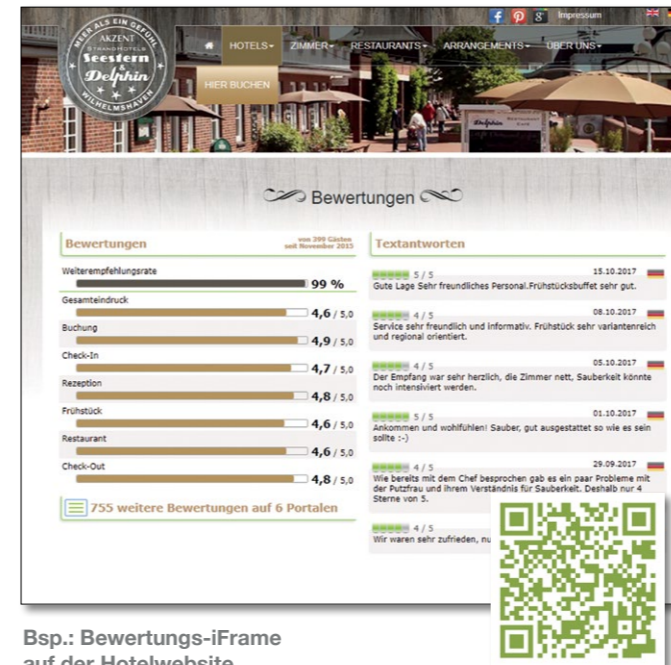 MEER ALS EIN GEFÜHL
AKZENT
STRANDHOTELS
Seestern
&
Delphin
WILHELMSHAVEN
Impressum
HOTELS
ZIMMER
RESTAURANTS
ARRANGEMENTS
ÜBER UNS
HIER BUCHEN
Delphin
Bewertungen
Bewertungen
von 399 Gästen
seit November 2015
Weiterempfehlungsrate
99 %
Gesamteindruck
4,6 / 5,0
Buchung
4,9 / 5,0
Check-In
4,7 / 5,0
Rezeption
4,8 / 5,0
Frühstück
4,6 / 5,0
Restaurant
4,6 / 5,0
Check-Out
4,8 / 5,0
755 weitere Bewertungen auf 6 Portalen
Textantworten
5 / 5 15.10.2017
Gute Lage Sehr freundliches Personal.Frühstücksbuffet sehr gut.
4 / 5 08.10.2017
Service sehr freundlich und informativ. Frühstück sehr variantenreich
und regional orientiert.
4 / 5 05.10.2017
Der Empfang war sehr herzlich, die Zimmer nett, Sauberkeit könnte
noch intensiviert werden.
5 / 5 01.10.2017
Ankommen und wohlfühlen! Sauber, gut ausgestattet so wie es sein
sollte :-)
4 / 5 29.09.2017
Wie bereits mit dem Chef besprochen gab es ein paar Probleme mit
der Putzfrau und ihrem Verständnis für Sauberkeit. Deshalb nur 4
Sterne von 5.
4 / 5
Wir waren sehr zufrieden, nu
Bsp.: Bewertungs-iFrame
auf der Hotelwebsite